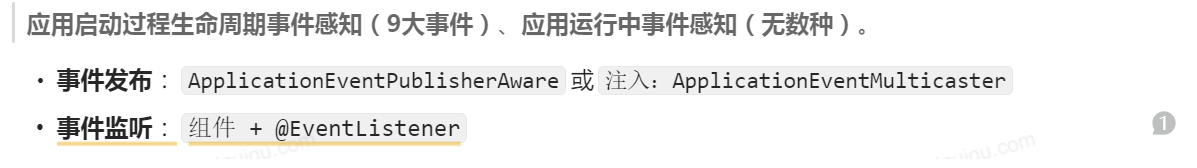 应用启动过程生命周期事件感知（9大事件）、应用运行中事件感知（无数种）。
• 事件发布：ApplicationEventPublisherAware 或 注入：ApplicationEventMulticaster
• 事件监听：组件 + @EventListener
1